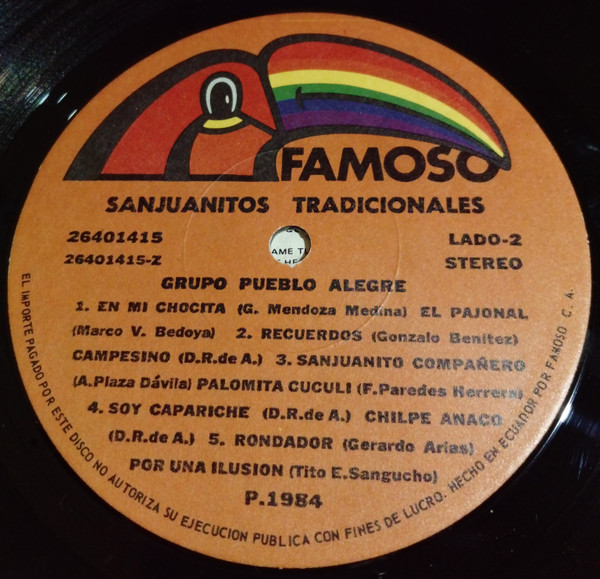 FAMOSO
SANJUANITOS TRADICIONALES
26401415
LADO-2
26401415-Z
STEREO
AME T
GRUPO PUEBLO ALEGRE
1. EN MI CHOCITA (G. Mendoza Medina) EL PAJONAL
(Marco V. Bedoya) 2. RECUERDOS (Gonzalo Benitez)
CAMPESINO (D.R.de A.) 3. SANJUANITO COMPAÑERO
(A.Plaza Dávila) PALOMITA CUCULI (F.Paredes Herrera)
4. SOY CAPARICHE (D.R.de A.) CHILPE ANACO
(D.R.de A.) 5. RONDADOR (Gerardo Arias)
POR UNA ILUSION (Tito E.Sangucho)
P.1984
EL IMPORTE PAGADO POR ESTE DISCO NO AUTORIZA SU EJECUCION PUBLICA CON FINES DE LUCRO. HECHO EN ECUADOR POR FAMOSO C. A.